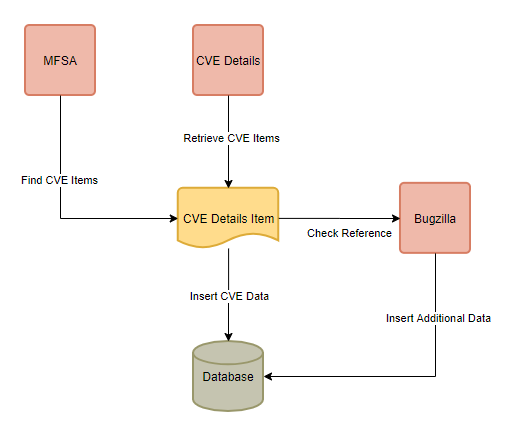 MFSA
CVE Details
Retrieve CVE Items
Find CVE Items
CVE Details Item
Bugzilla
Check Reference
Insert CVE Data
Insert Additional Data
Database